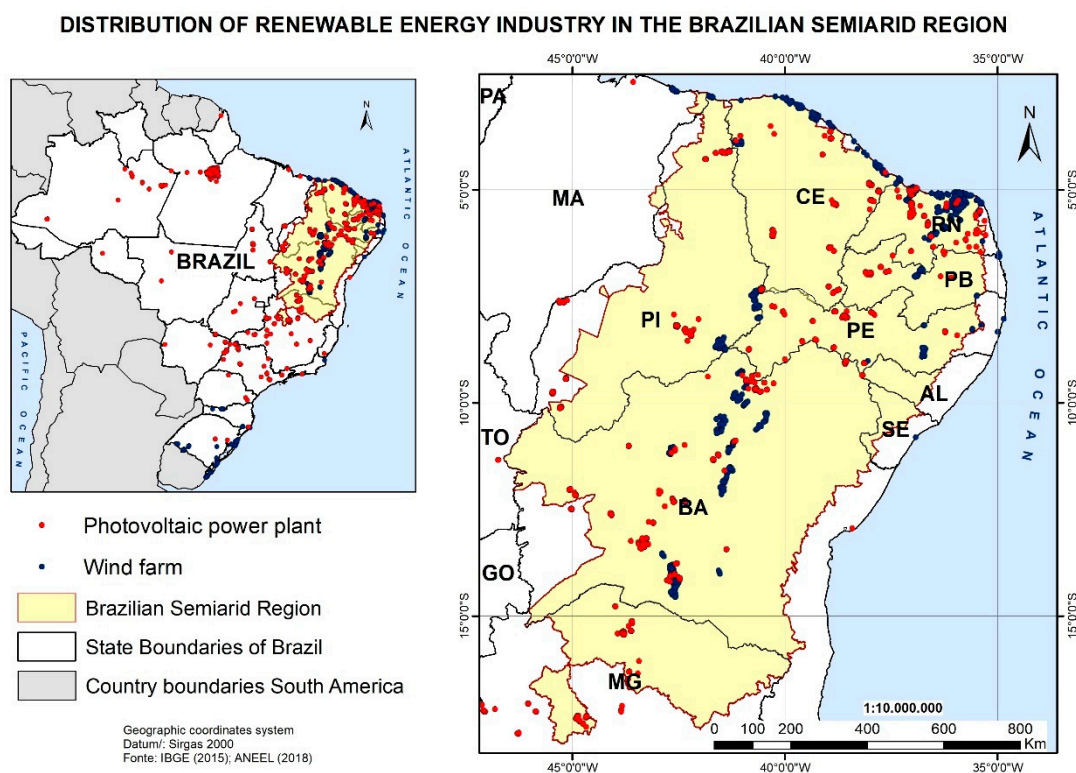 DISTRIBUTION OF RENEWABLE ENERGY INDUSTRY IN THE BRAZILIAN SEMIARID REGION
N
ATLANTIC OCEAN
BRAZIL
PACIFIC OCEAN
Photovoltaic power plant
Wind farm
Brazilian Semiarid Region
State Boundaries of Brazil
Country boundaries South America
Geographic coordinates system
Datum/: Sirgas 2000
Fonte: IBGE (2015); ANEEL (2018)
45°0'0"W 40°0'0"W 35°0'0"W
PA
N
5°0'0"S
5°0'0"S
MA
CE
RN
ATLANTIC OCEAN
PB
PI
PE
10°0'0"S
AL
10°0'0"S
TO
SE
BA
GO
15°0'0"S
15°0'0"S
MG
1:10.000.000
0 100 200 400 600 800
Km
45°0'0"W 40°0'0"W 35°0'0"W